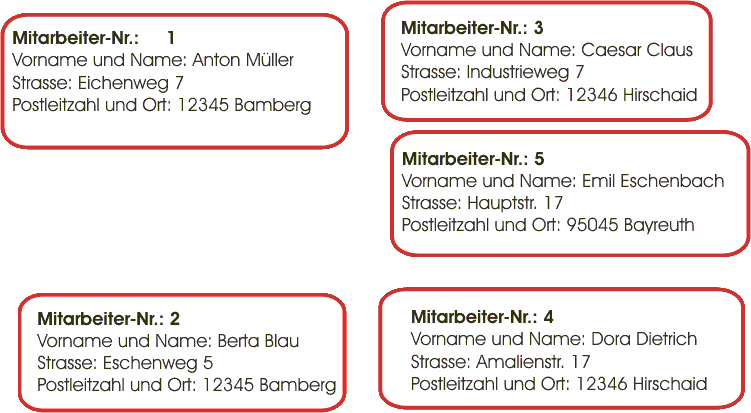 Mitarbeiter-Nr.: 1
Vorname und Name: Anton Müller
Strasse: Eichenweg 7
Postleitzahl und Ort: 12345 Bamberg
Mitarbeiter-Nr.: 3
Vorname und Name: Caesar Claus
Strasse: Industrieweg 7
Postleitzahl und Ort: 12346 Hirschaid
Mitarbeiter-Nr.: 5
Vorname und Name: Emil Eschenbach
Strasse: Hauptstr. 17
Postleitzahl und Ort: 95045 Bayreuth
Mitarbeiter-Nr.: 2
Vorname und Name: Berta Blau
Strasse: Eschenweg 5
Postleitzahl und Ort: 12345 Bamberg
Mitarbeiter-Nr.: 4
Vorname und Name: Dora Dietrich
Strasse: Amalienstr. 17
Postleitzahl und Ort: 12346 Hirschaid